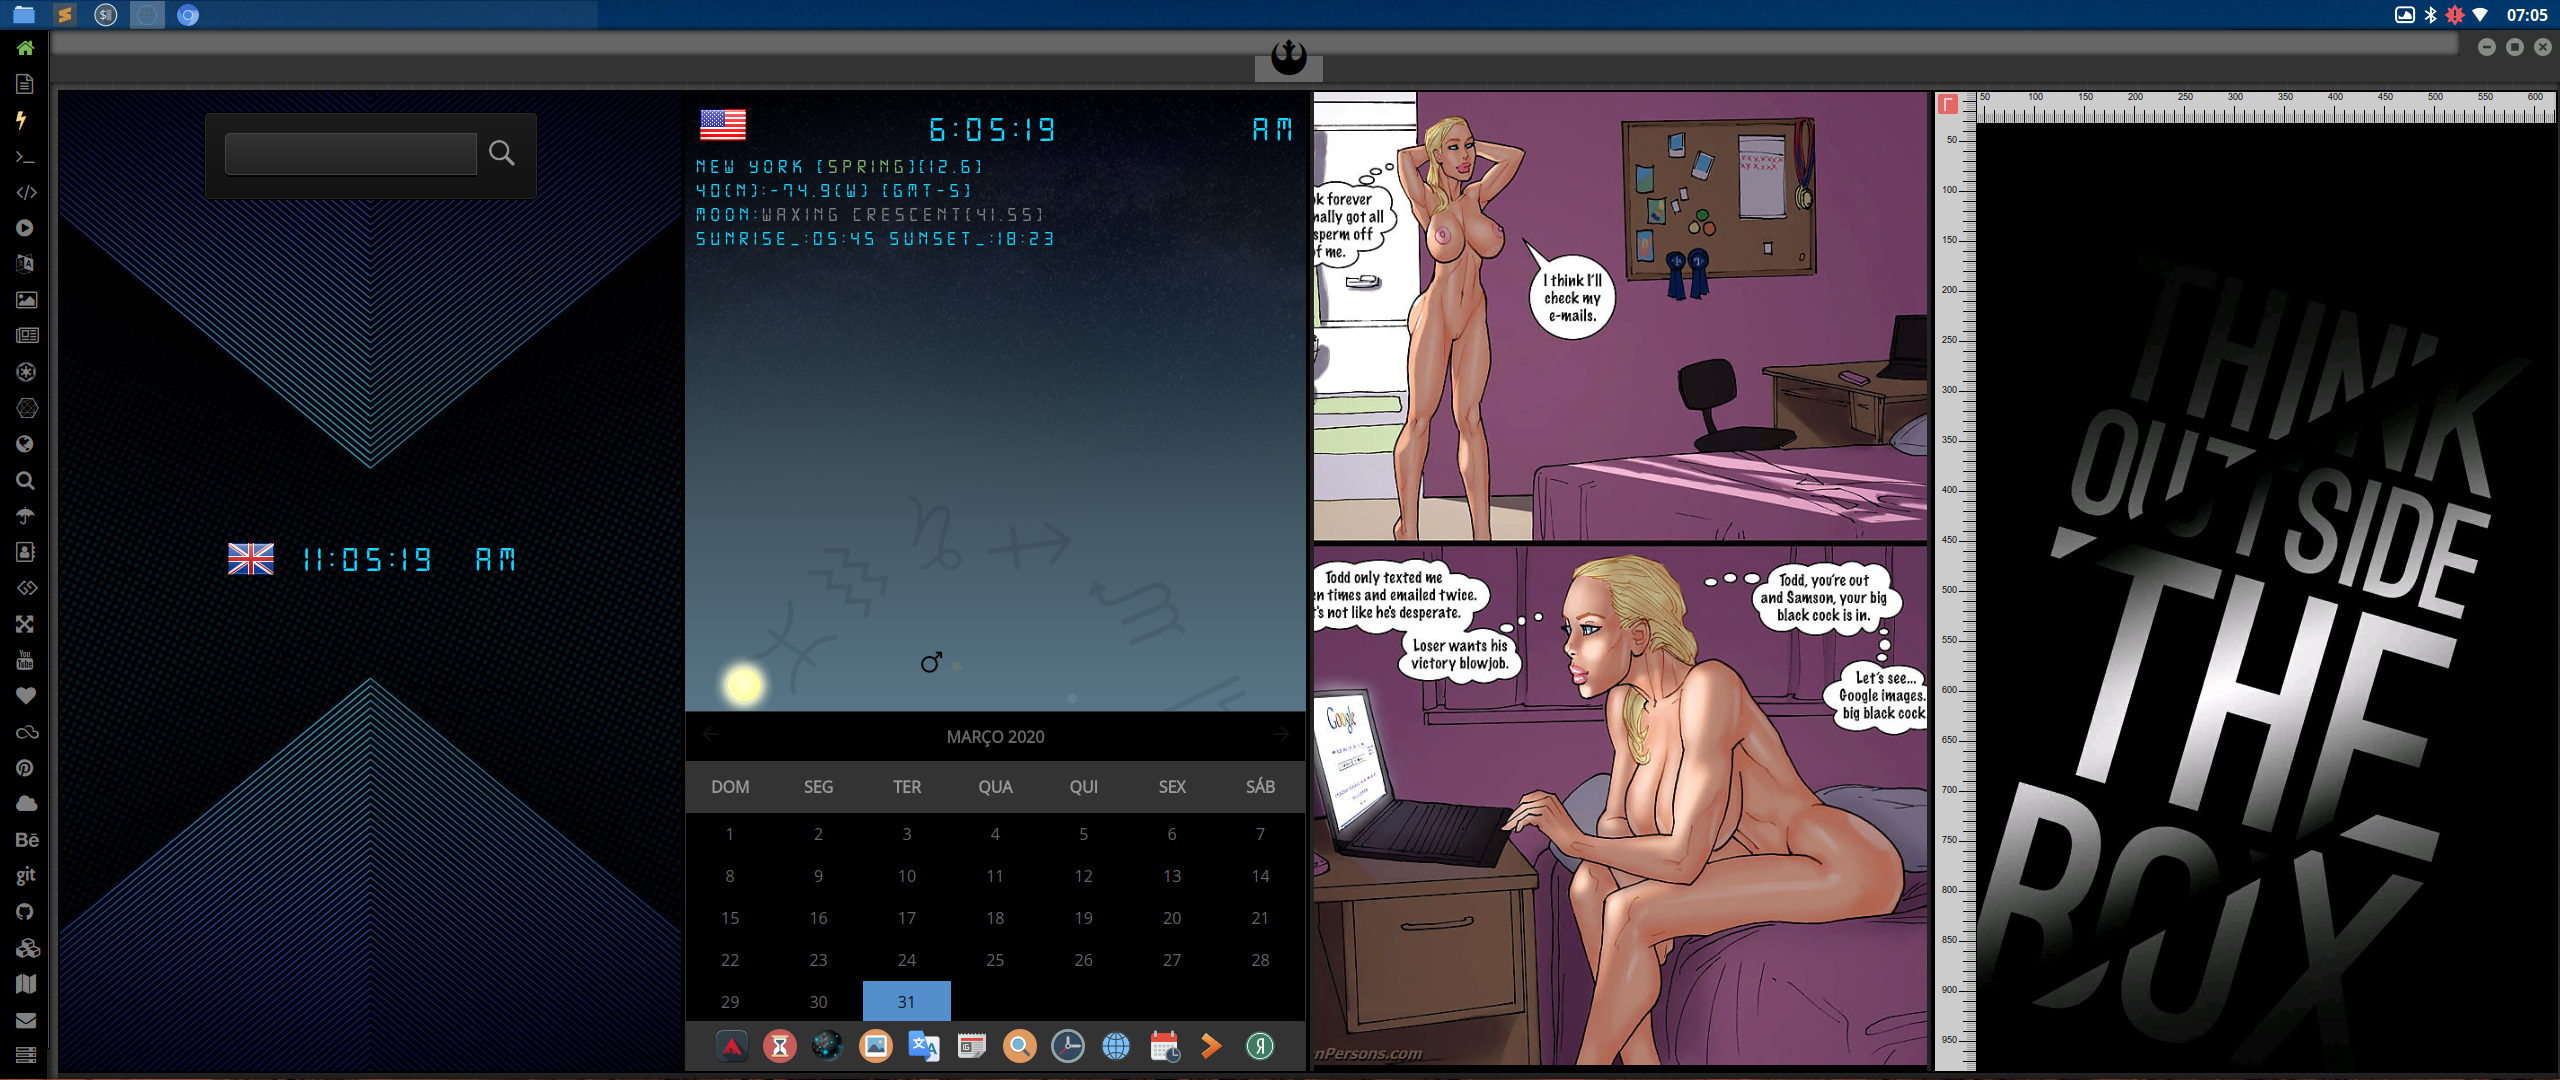 07:05
You
Tube
Bē
git
11:05:19 AM
6:05:19 AM
NEW YORK [SPRING][12.6]
40(N):-74.9(W) [GMT-5]
MOON:WAXING CRESCENT[41.55]
SUNRISE_:05:45 SUNSET_:18:23
MARÇO 2020
DOM SEG TER QUA QUI SEX SÁB
1 2 3 4 5 6 7
8 9 10 11 12 13 14
15 16 17 18 19 20 21
22 23 24 25 26 27 28
29 30 31
k forever
nally got all
sperm off
of me.
I think I'll
check my
e-mails.
Todd only texted me
n times and emailed twice.
's not like he's desperate.
Loser wants his
victory blowjob.
Todd, you're out
and Samson, your big
black cock is in.
Let's see...
Google images.
big black cock
Google
nPersons.com
50 100 150 200 250 300 350 400 450 500 550 600
50
100
150
200
250
300
350
400
450
500
550
600
650
700
750
800
850
900
950
THINK
OUTSIDE
THE
BOX